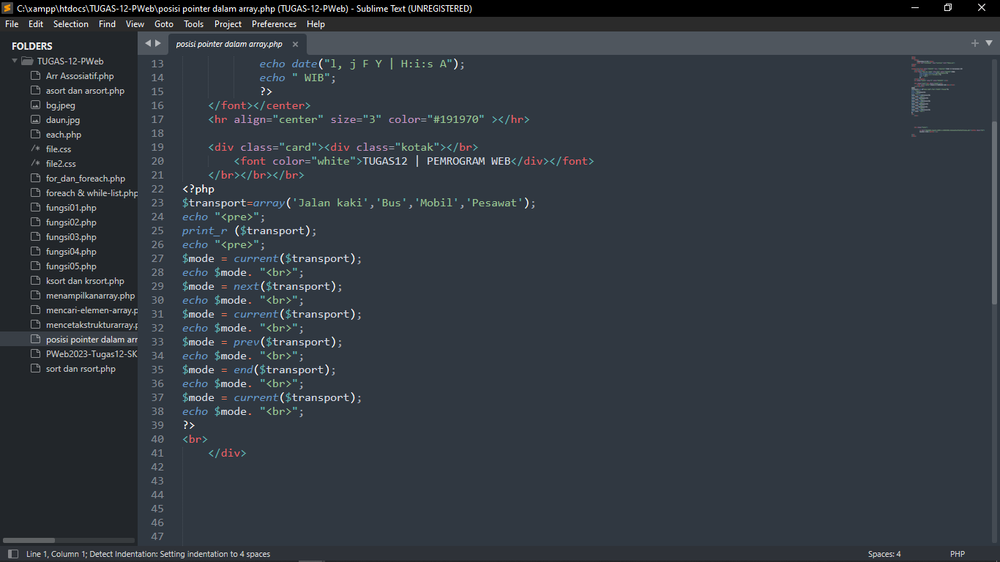 C:\xampp\htdocs\TUGAS-12-PWeb\posisi pointer dalam array.php (TUGAS-12-PWeb) - Sublime Text (UNREGISTERED)
File Edit Selection Find View Goto Tools Project Preferences Help
FOLDERS
TUGAS-12-PWeb
Arr Assosiatif.php
asort dan arsort.php
bg.jpeg
daun.jpg
each.php
file.css
file2.css
for_dan_foreach.php
foreach & while-list.php
fungsi01.php
fungsi02.php
fungsi03.php
fungsi04.php
fungsi05.php
ksort dan krsort.php
menampilkanarray.php
mencari-elemen-array.p
mencetakstrukturarray.p
posisi pointer dalam arr
PWeb2023-Tugas12-SK
sort dan rsort.php
posisi pointer dalam array.php
13 echo date("l, j F Y | H:i:s A");
14 echo " WIB";
15 ?>
16 </font></center>
17 <hr align="center" size="3" color="#191970" ></hr>
18
19 <div class="card"><div class="kotak"></br>
20 <font color="white">TUGAS12 | PEMROGRAM WEB</div></font>
21 </br></br></br>
22 <?php
23 $transport=array('Jalan kaki','Bus','Mobil','Pesawat');
24 echo "<pre>";
25 print_r ($transport);
26 echo "<pre>";
27 $mode = current($transport);
28 echo $mode. "<br>";
29 $mode = next($transport);
30 echo $mode. "<br>";
31 $mode = current($transport);
32 echo $mode. "<br>";
33 $mode = prev($transport);
34 echo $mode. "<br>";
35 $mode = end($transport);
36 echo $mode. "<br>";
37 $mode = current($transport);
38 echo $mode. "<br>";
39 ?>
40 <br>
41 </div>
42
43
44
45
46
47
Line 1, Column 1; Detect Indentation: Setting indentation to 4 spaces
Spaces: 4 PHP